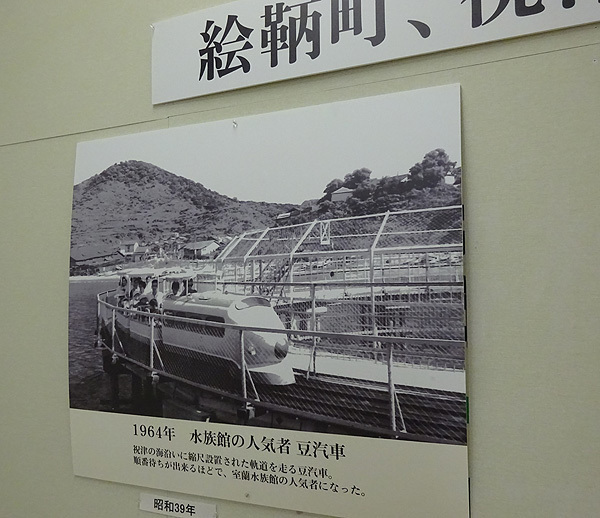 絵鞆町、祝
1964年 水族館の人気者 豆汽車
祝津の海沿いに縮尺設置された軌道を走る豆汽車。
順番待ちが出来るほどで、室蘭水族館の人気者になった。
昭和39年